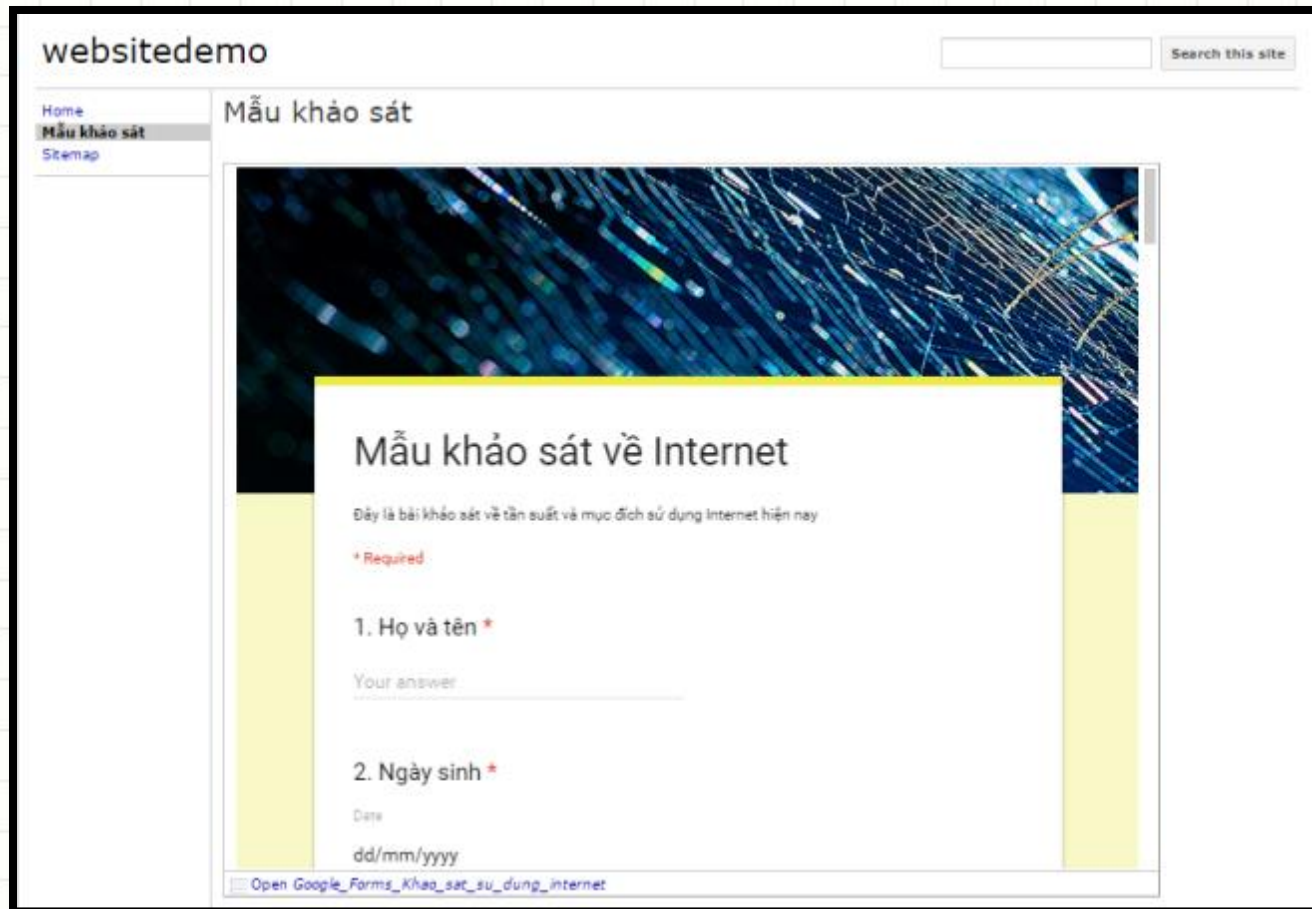 websitedemo
Search this site
Home
Mẫu khảo sát
Sitemap
Mẫu khảo sát
Mẫu khảo sát về Internet
Đây là bài khảo sát về tần suất và mục đích sử dụng Internet hiện nay
* Required
1. Họ và tên *
Your answer
2. Ngày sinh *
Date
dd/mm/yyyy
Open Google_Forms_Khao_sat_su_dung_internet